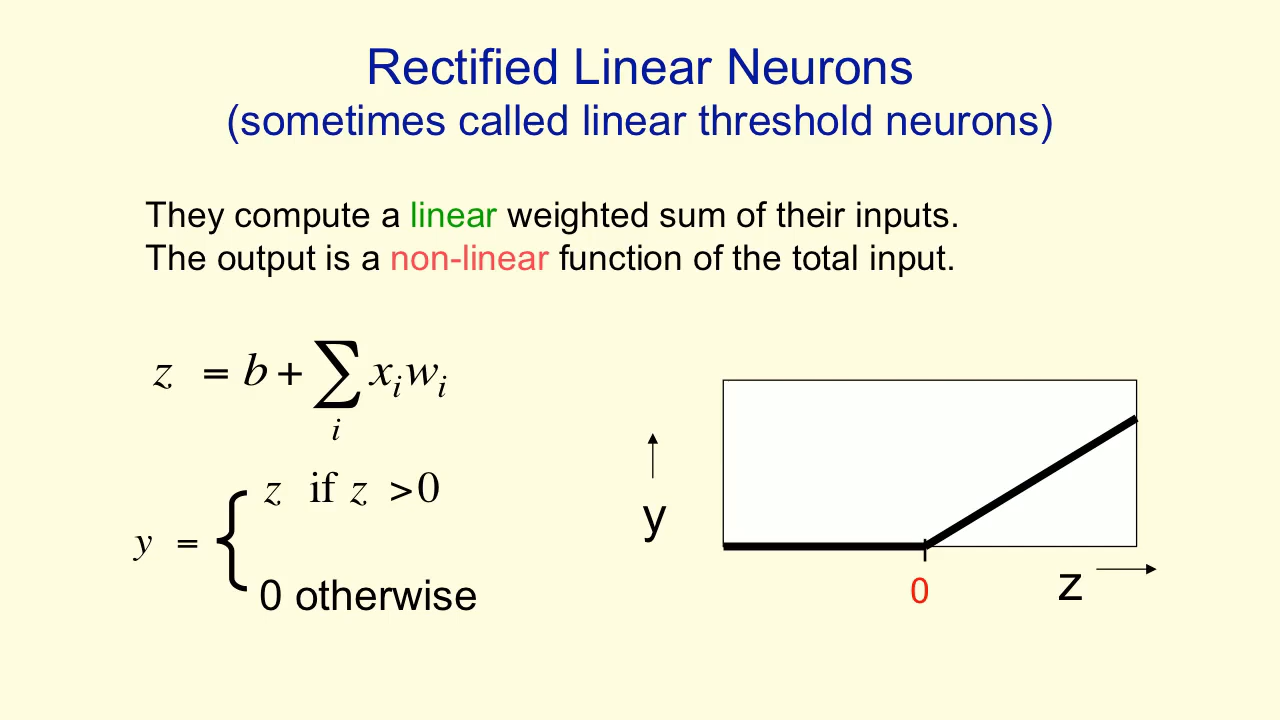 Rectified Linear Neurons
(sometimes called linear threshold neurons)
They compute a linear weighted sum of their inputs.
The output is a non-linear function of the total input.
z = b + ∑ xᵢwᵢ
i
z if z >0
y = {
0 otherwise
y
0
z